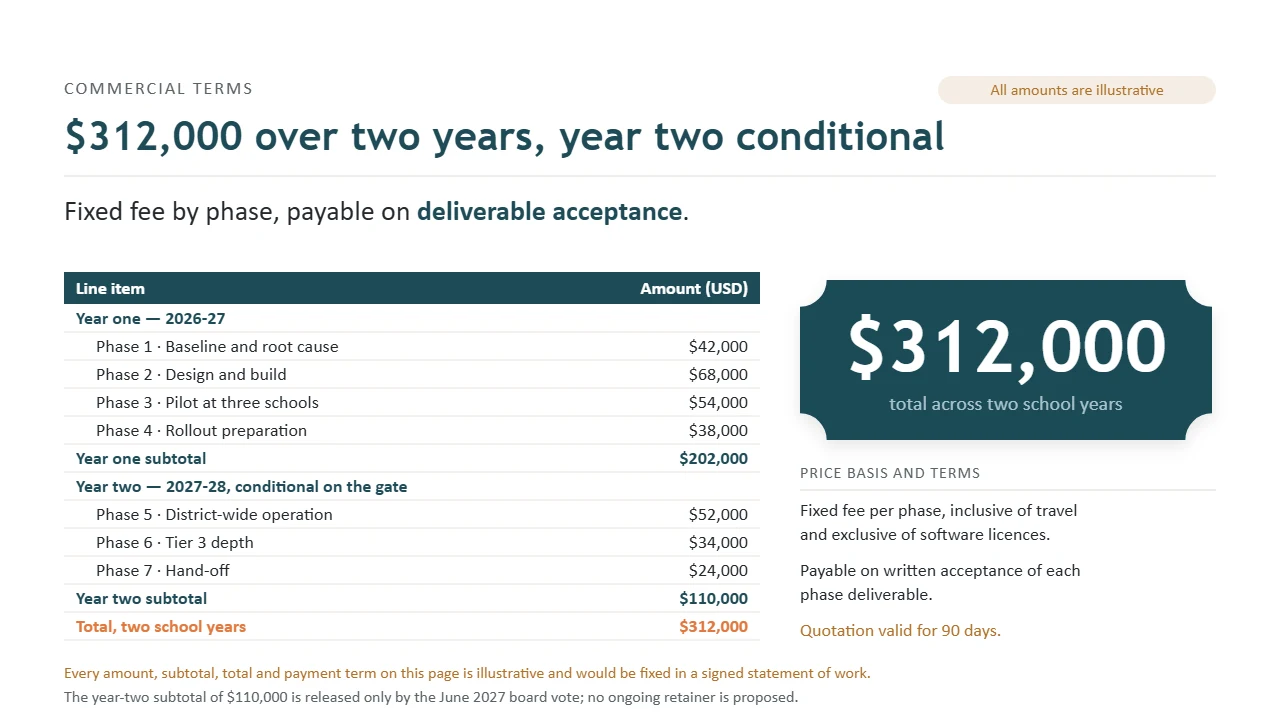 COMMERCIAL TERMS
All amounts are illustrative
$312,000 over two years, year two conditional
Fixed fee by phase, payable on deliverable acceptance.
Line item Amount (USD)
Year one — 2026-27
Phase 1 · Baseline and root cause $42,000
Phase 2 · Design and build $68,000
Phase 3 · Pilot at three schools $54,000
Phase 4 · Rollout preparation $38,000
Year one subtotal $202,000
Year two — 2027-28, conditional on the gate
Phase 5 · District-wide operation $52,000
Phase 6 · Tier 3 depth $34,000
Phase 7 · Hand-off $24,000
Year two subtotal $110,000
Total, two school years $312,000
$312,000
total across two school years
PRICE BASIS AND TERMS
Fixed fee per phase, inclusive of travel
and exclusive of software licences.
Payable on written acceptance of each
phase deliverable.
Quotation valid for 90 days.
Every amount, subtotal, total and payment term on this page is illustrative and would be fixed in a signed statement of work.
The year-two subtotal of $110,000 is released only by the June 2027 board vote; no ongoing retainer is proposed.